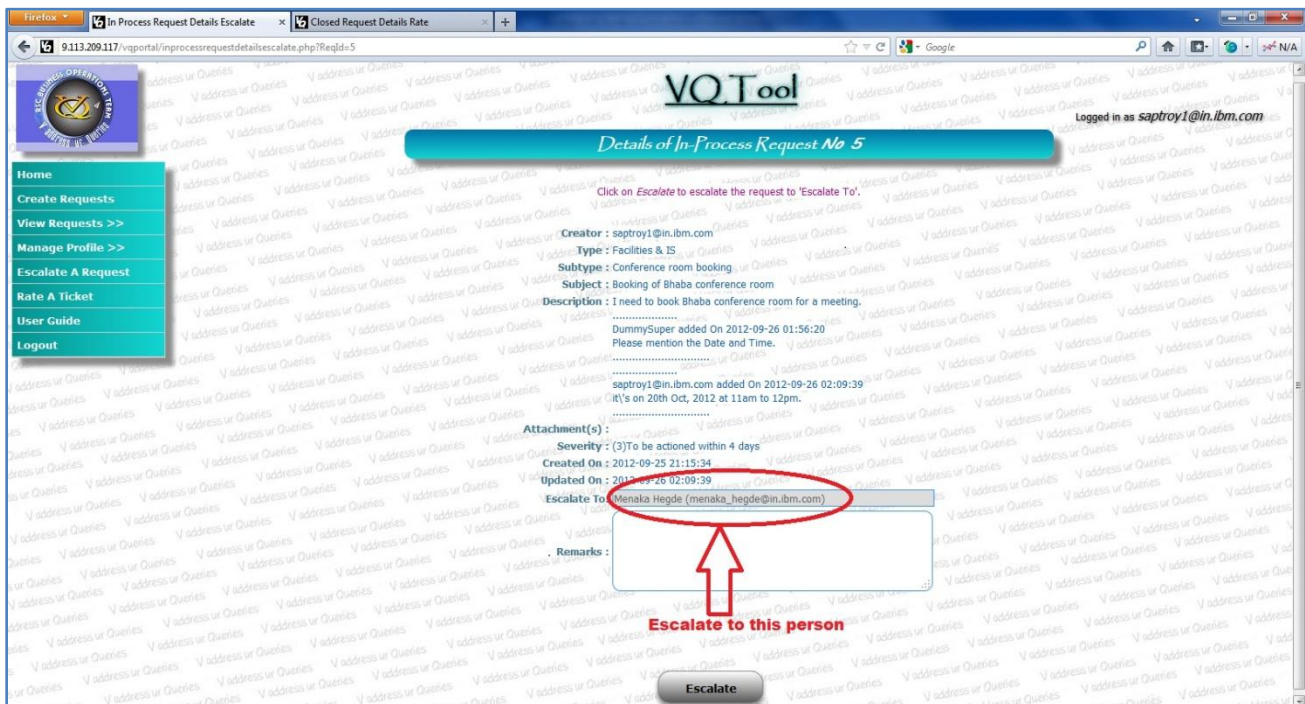 Firefox
In Process Request Details Escalate
Closed Request Details Rate
9.113.209.117/vqportal/inprocessrequestdetailsescalate.php?ReqId=5
Google
N/A
RSC BUSINESS OPERATIONS TEAM
V address ur Queries
VQ Tool
Logged in as saptroy1@in.ibm.com
Details of In-Process Request No 5
Home
Create Requests
View Requests >>
Manage Profile >>
Escalate A Request
Rate A Ticket
User Guide
Logout
Click on Escalate to escalate the request to 'Escalate To'.
Creator : saptroy1@in.ibm.com
Type : Facilities & IS
Subtype : Conference room booking
Subject : Booking of Bhaba conference room
Description : I need to book Bhaba conference room for a meeting.
....................
DummySuper added On 2012-09-26 01:56:20
Please mention the Date and Time.
..............................
....................
saptroy1@in.ibm.com added On 2012-09-26 02:09:39
it\'s on 20th Oct, 2012 at 11am to 12pm.
..............................
Attachment(s) :
Severity : (3)To be actioned within 4 days
Created On : 2012-09-25 21:15:34
Updated On : 2012-09-26 02:09:39
Escalate To: Menaka Hegde (menaka_hegde@in.ibm.com)
. Remarks :
Escalate to this person
Escalate